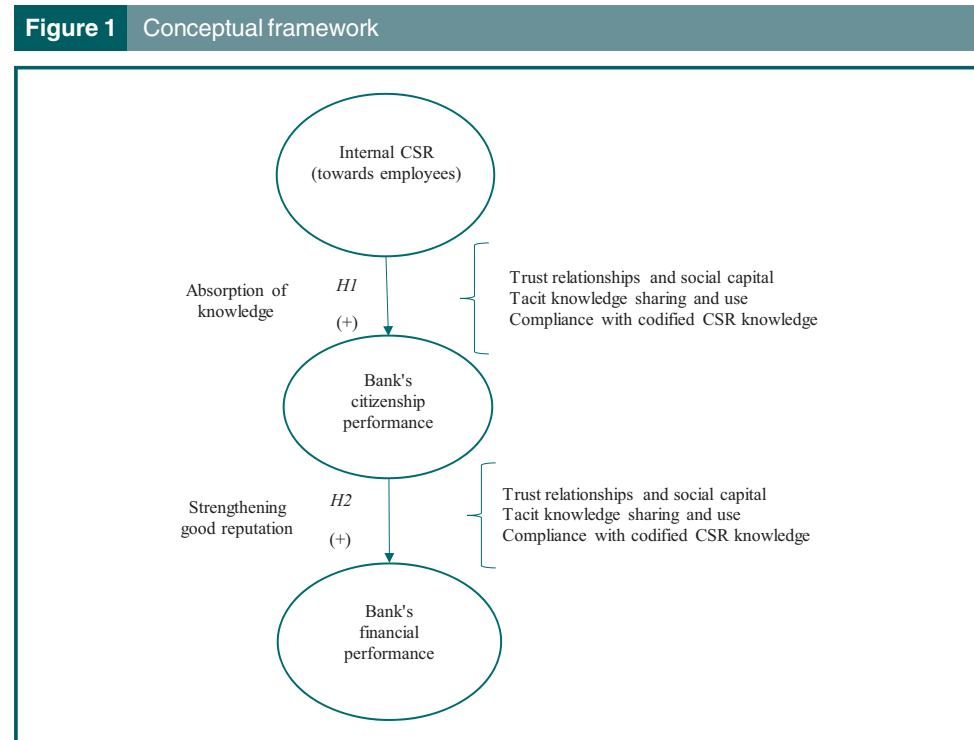 Figure 1 Conceptual framework
Internal CSR
(towards employees)
Absorption of
knowledge
H1
(+)
Trust relationships and social capital
Tacit knowledge sharing and use
Compliance with codified CSR knowledge
Bank's
citizenship
performance
Strengthening
good reputation
H2
(+)
Trust relationships and social capital
Tacit knowledge sharing and use
Compliance with codified CSR knowledge
Bank's
financial
performance